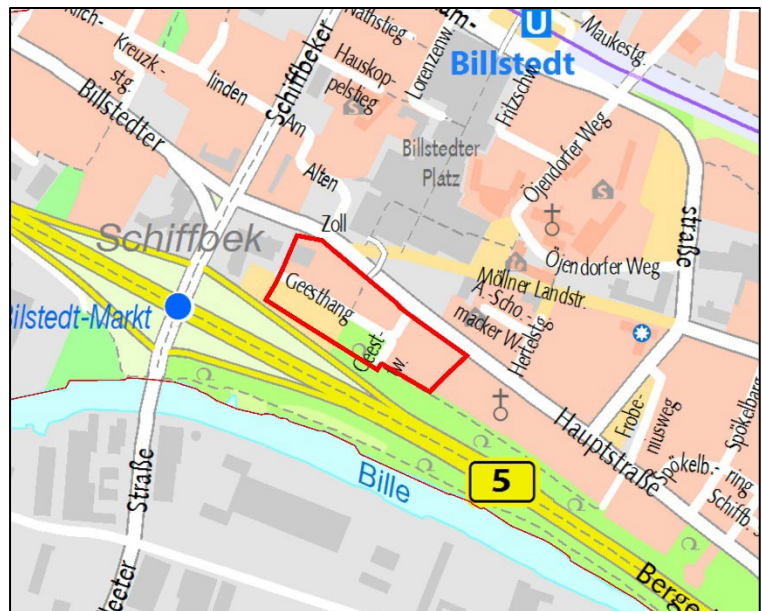 Nathstieg
am-
U
Billstedt
Maukestg.
Kreuzk.-
stg.
linden
Schiffbeker
Hauskop-
pelstieg
Lorenzenw.
Fritzschw.
Billstedter
Am
Alten
Zoll
Billstedter
Platz
Öjendorfer Weg
S
straße
Schiffbek
Öjendorfer Weg
Möllner Landstr.
Geesthang
A.-Scho.-
macker W.
Hertelstg.
Billstedt-Markt
Geest-
w.
Straße
Bille
5
Hauptstraße
Frobe-
niusweg
Spökelbarg
Spökelb.-
ring
Schiffb.
Berge